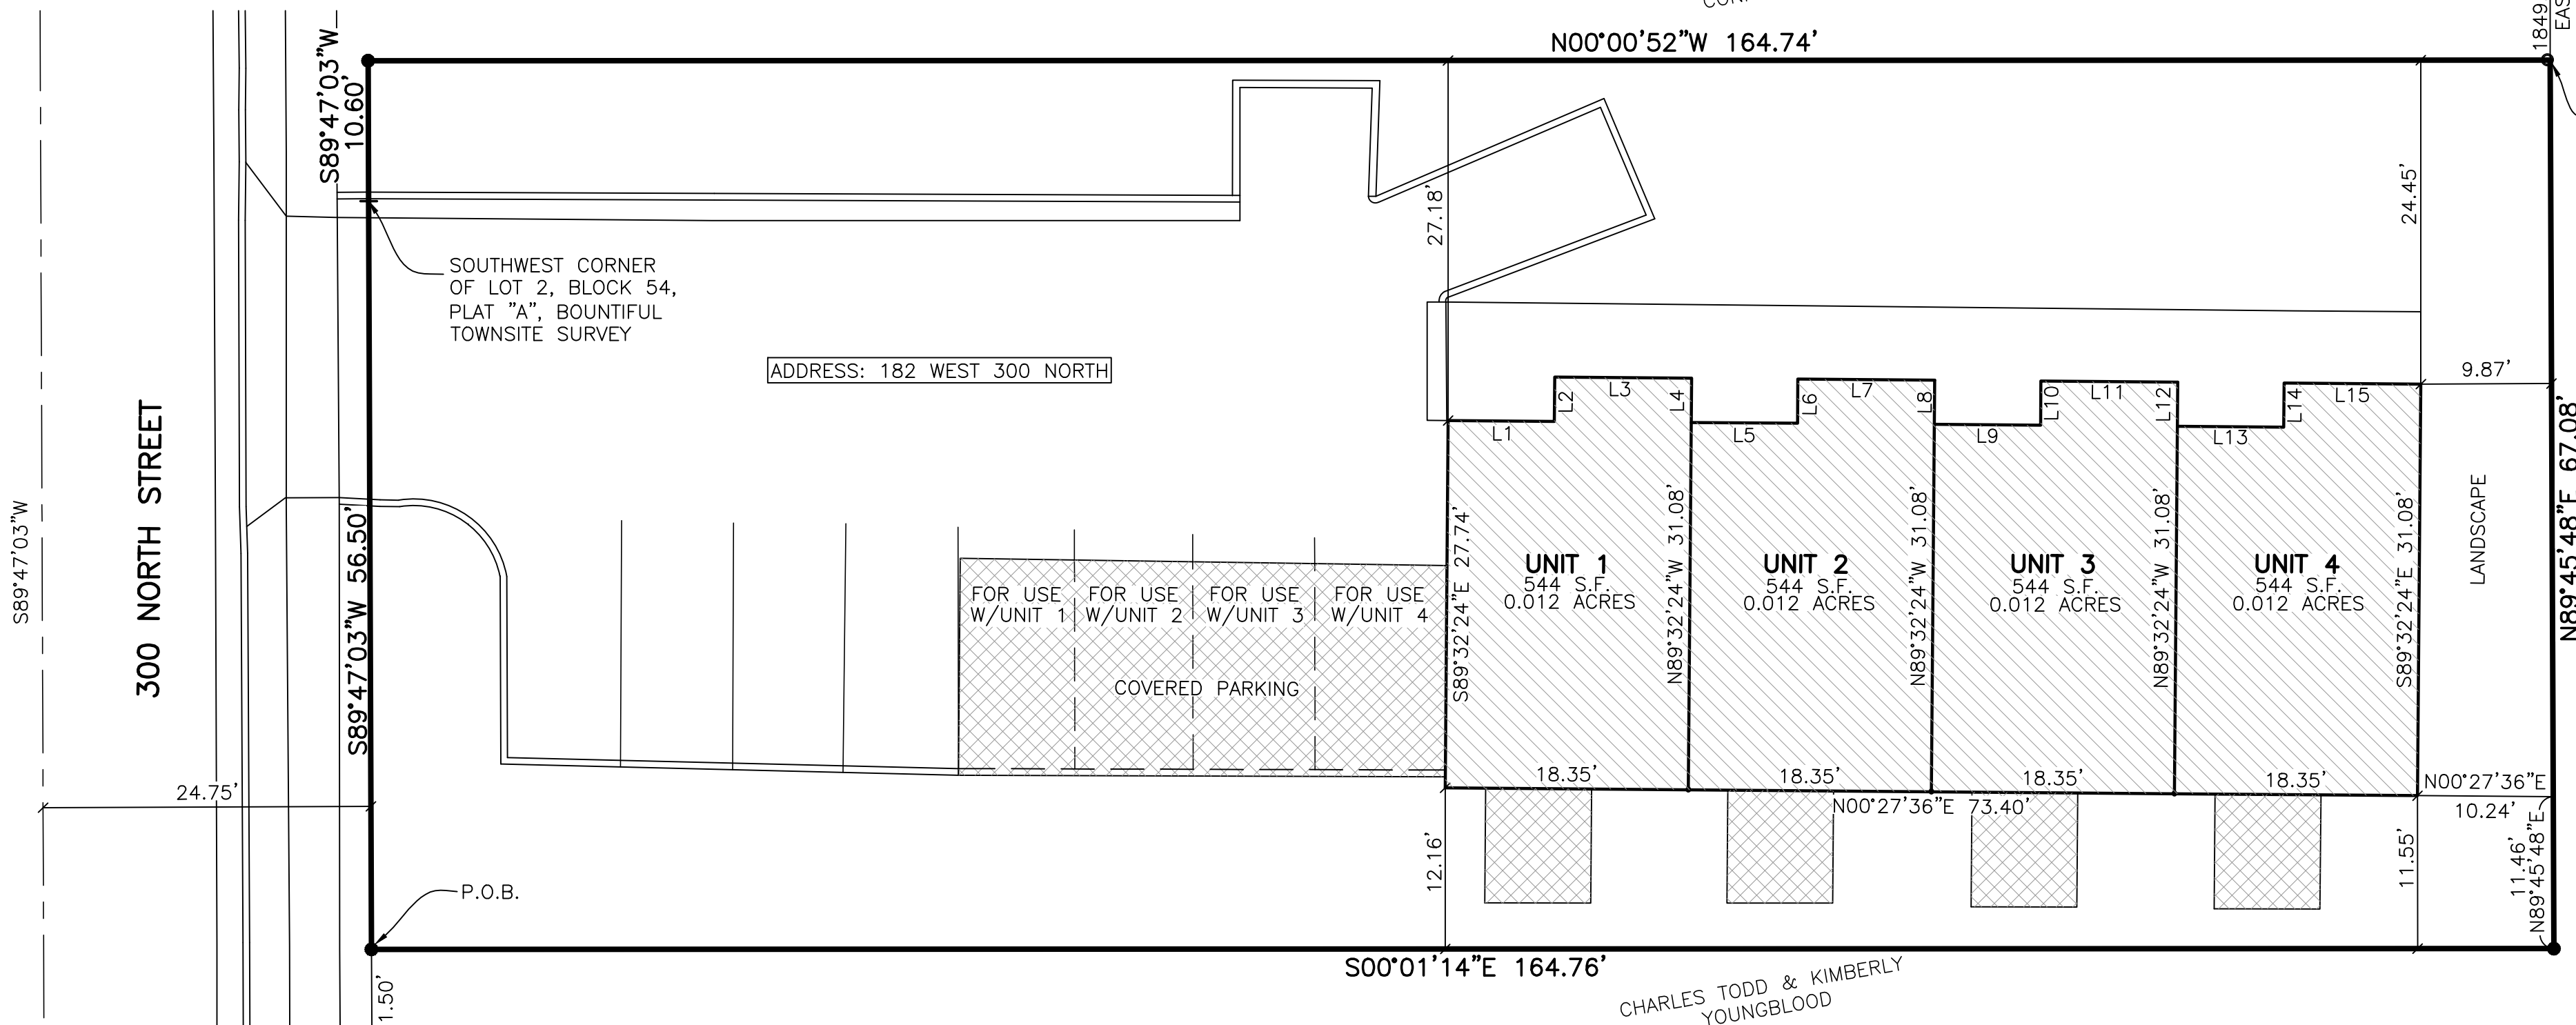 N00°00'52"W 164.74'
1849
EAS
S89°47'03"W
10.60'
27.18'
24.45'
SOUTHWEST CORNER
OF LOT 2, BLOCK 54,
PLAT "A", BOUNTIFUL
TOWNSITE SURVEY
ADDRESS: 182 WEST 300 NORTH
9.87'
L1
L2
L3
L4
L5
L6
L7
L8
L9
L10
L11
L12
L13
L14
L15
S89°47'03"W
300 NORTH STREET
S89°47'03"W 56.50'
24.75'
FOR USE
W/UNIT 1
FOR USE
W/UNIT 2
FOR USE
W/UNIT 3
FOR USE
W/UNIT 4
COVERED PARKING
S89°32'24"E 27.74'
UNIT 1
544 S.F.
0.012 ACRES
N89°32'24"W 31.08'
UNIT 2
544 S.F.
0.012 ACRES
N89°32'24"W 31.08'
UNIT 3
544 S.F.
0.012 ACRES
N89°32'24"W 31.08'
UNIT 4
544 S.F.
0.012 ACRES
S89°32'24"E 31.08'
LANDSCAPE
N89°45'48"E 67.08'
18.35'
18.35'
18.35'
18.35'
N00°27'36"E 73.40'
N00°27'36"E
10.24'
12.16'
11.55'
11.46'
N89°45'48"E
P.O.B.
1.50'
S00°01'14"E 164.76'
CHARLES TODD & KIMBERLY
YOUNGBLOOD